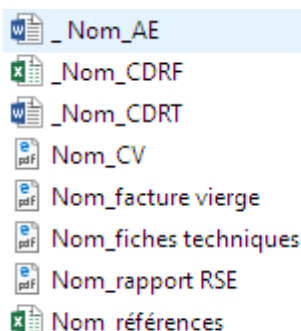 _ Nom_AE
_Nom_CDRF
_Nom_CDRT
Nom_CV
Nom_facture vierge
Nom_fiches techniques
Nom_rapport RSE
Nom_références